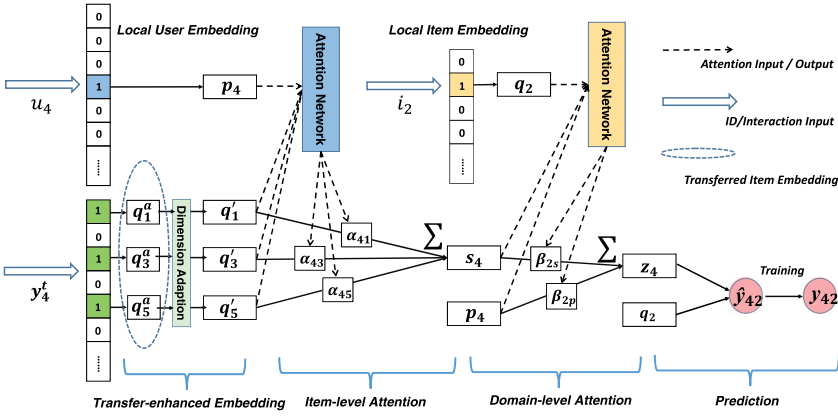 0
0
0
1
0
0
......
Local User Embedding
u₄
p₄
Attention Network
Local Item Embedding
i₂
0
1
0
0
......
q₂
Attention Network
Attention Input / Output
ID/Interaction Input
Transferred Item Embedding
y₄ᵗ
1
0
1
0
1
0
......
q₁ᵃ
q₃ᵃ
q₅ᵃ
Dimension Adaption
q₁′
q₃′
q₅′
α₄₁
α₄₃
α₄₅
∑
s₄
p₄
β₂ₛ
β₂ₚ
∑
z₄
q₂
ŷ₄₂
Training
y₄₂
Transfer-enhanced Embedding
Item-level Attention
Domain-level Attention
Prediction